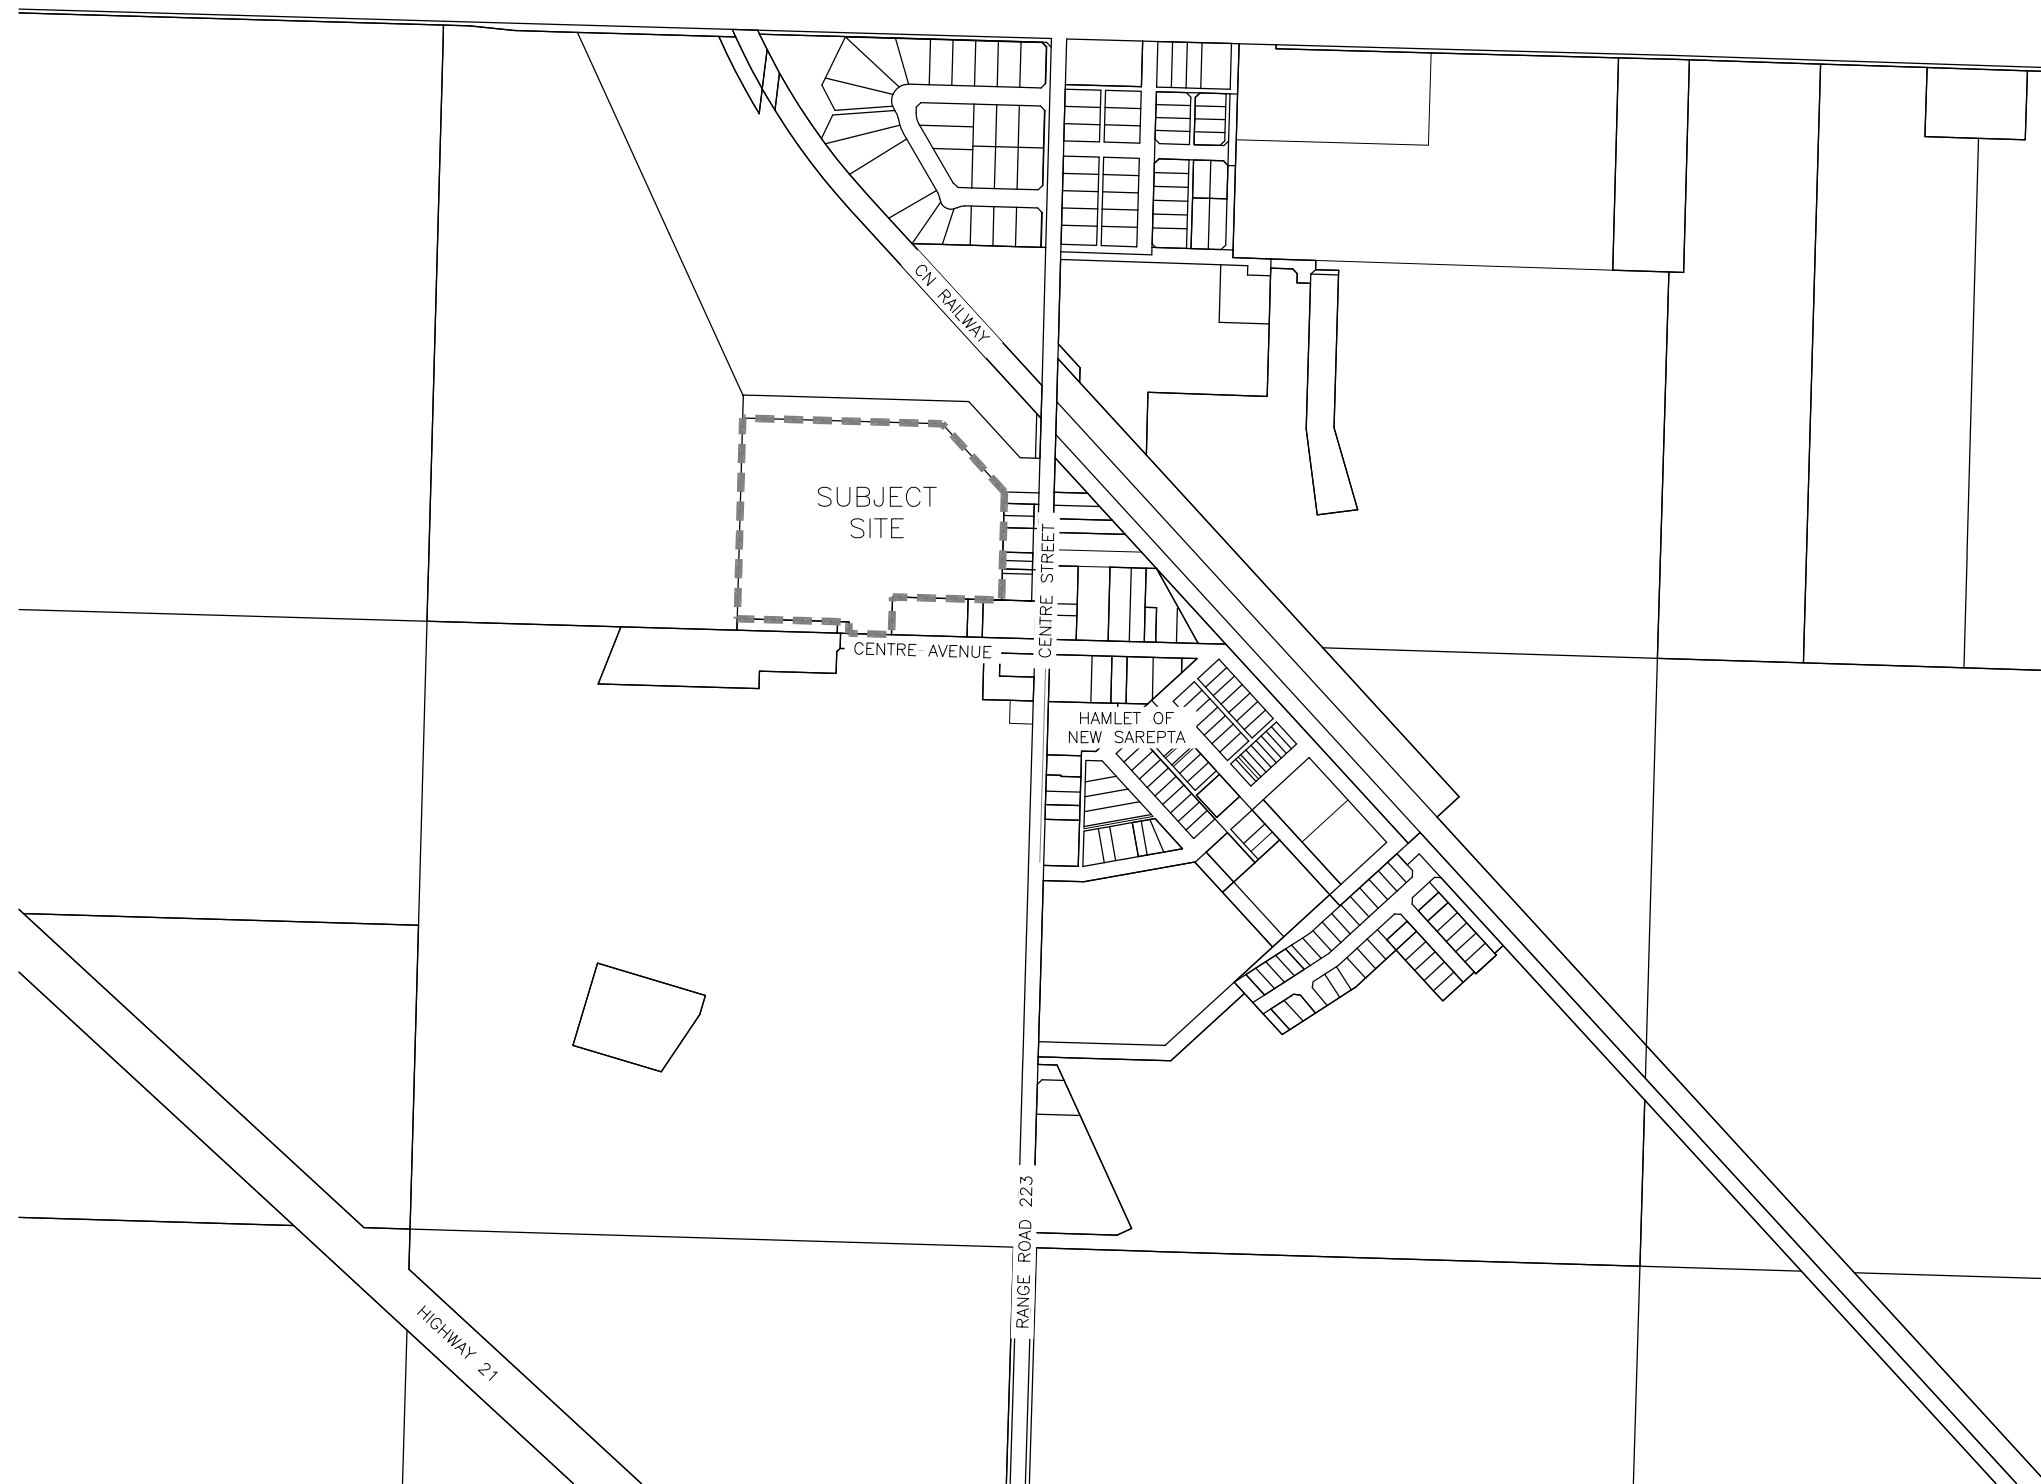 CN RAILWAY
SUBJECT
SITE
CENTRE STREET
CENTRE AVENUE
HAMLET OF
NEW SAREPTA
RANGE ROAD 223
HIGHWAY 21